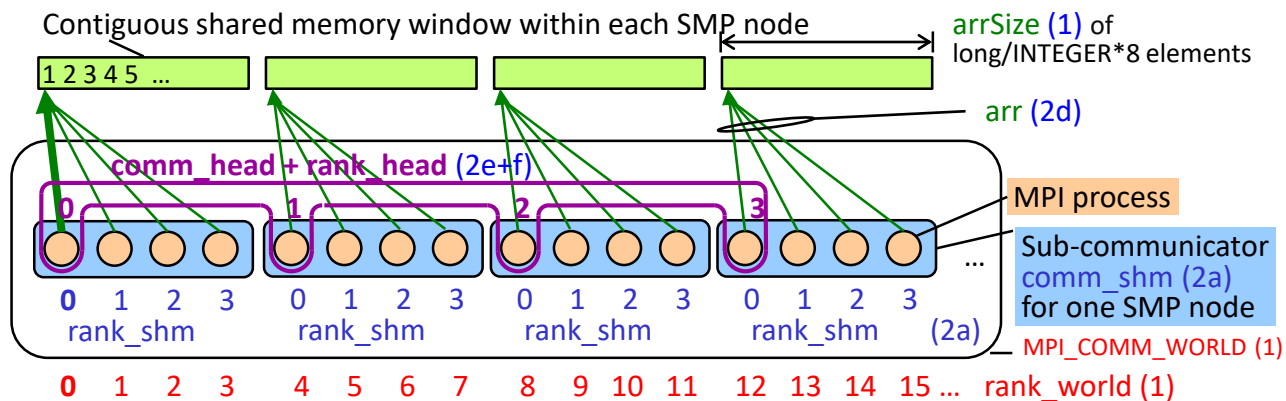 Contiguous shared memory window within each SMP node
arrSize (1) of
long/INTEGER*8 elements
1 2 3 4 5 ...
arr (2d)
comm_head + rank_head (2e+f)
0 1 2 3
MPI process
Sub-communicator
comm_shm (2a)
for one SMP node
...
0 1 2 3 0 1 2 3 0 1 2 3 0 1 2 3
rank_shm rank_shm rank_shm rank_shm (2a)
MPI_COMM_WORLD (1)
0 1 2 3 4 5 6 7 8 9 10 11 12 13 14 15 ... rank_world (1)